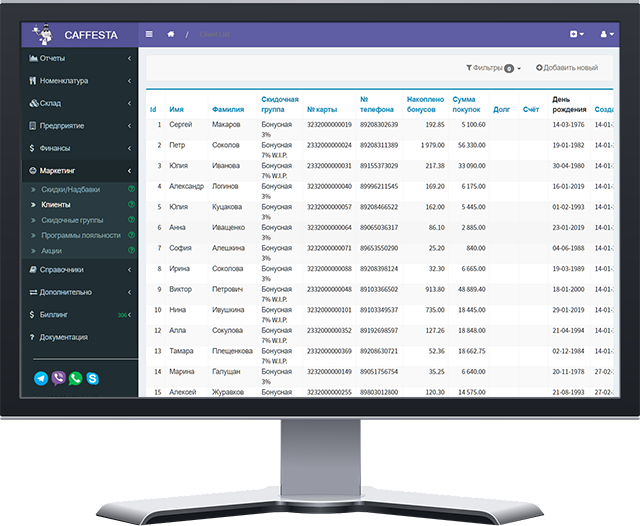 CAFFESTA
/ Client List
Отчеты
Номенклатура
Склад
Предприятие
Финансы
Маркетинг
Скидки/Надбавки
Клиенты
Скидочные группы
Программы лояльности
Акции
Справочники
Дополнительно
Биллинг 306
Документация
Фильтры 0 Добавить новый
Id Имя Фамилия Скидочная группа № карты № телефона Накоплено бонусов Сумма покупок Долг Счёт День рождения Созда
1 Сергей Макаров Бонусная 3% 3232000000019 89208302639 192.85 5 100.60 14-03-1976 14-01-
2 Петр Соколов Бонусная 7% W.I.P. 3232000000024 89208311389 1 979.00 56 330.00 19-01-1982 14-01-
3 Юлия Иванова Бонусная 7% W.I.P. 3232000000031 89155373029 217.38 33 090.00 30-04-1980 14-01-
4 Александр Логинов Бонусная 3% 3232000000040 89996211545 169.20 6 175.00 16-01-2019 14-01-
5 Юлия Куцакова Бонусная 3% 3232000000057 89208466522 162.00 5 445.00 01-02-1993 14-01-
6 Анна Иващенко Бонусная 3% 3232000000064 89065036317 86.10 2 885.00 23-01-2019 14-01-
7 София Алешкина Бонусная 3% 3232000000071 89653550290 25.20 840.00 04-06-1988 14-01-
8 Ирина Соколова Бонусная 3% 3232000000088 89208398124 32.30 6 665.00 19-03-1989 14-01-
9 Виктор Петрович Бонусная 7% W.I.P. 3232000000048 89103366502 913.80 48 889.40 18-01-2000 14-01-
10 Нина Ивушкина Бонусная 7% W.I.P. 3232000000101 89103349537 735.00 18 445.00 29-01-2019 14-01-
12 Алла Сокулова Бонусная 7% W.I.P. 3232000000352 89192698597 127.26 18 848.00 21-04-1994 14-01-
13 Тамара Плещенкова Бонусная 7% W.I.P. 3232000000369 89208630721 52.36 18 662.75 02-12-1984 14-01-
14 Марина Галущан Бонусная 3% 3232000000149 89051756754 35.25 6 640.00 20-11-1978 27-02-
15 Алексей Журавков Бонусная 3232000000255 89803012800 120.30 14 575.00 21-08-1993 27-02-